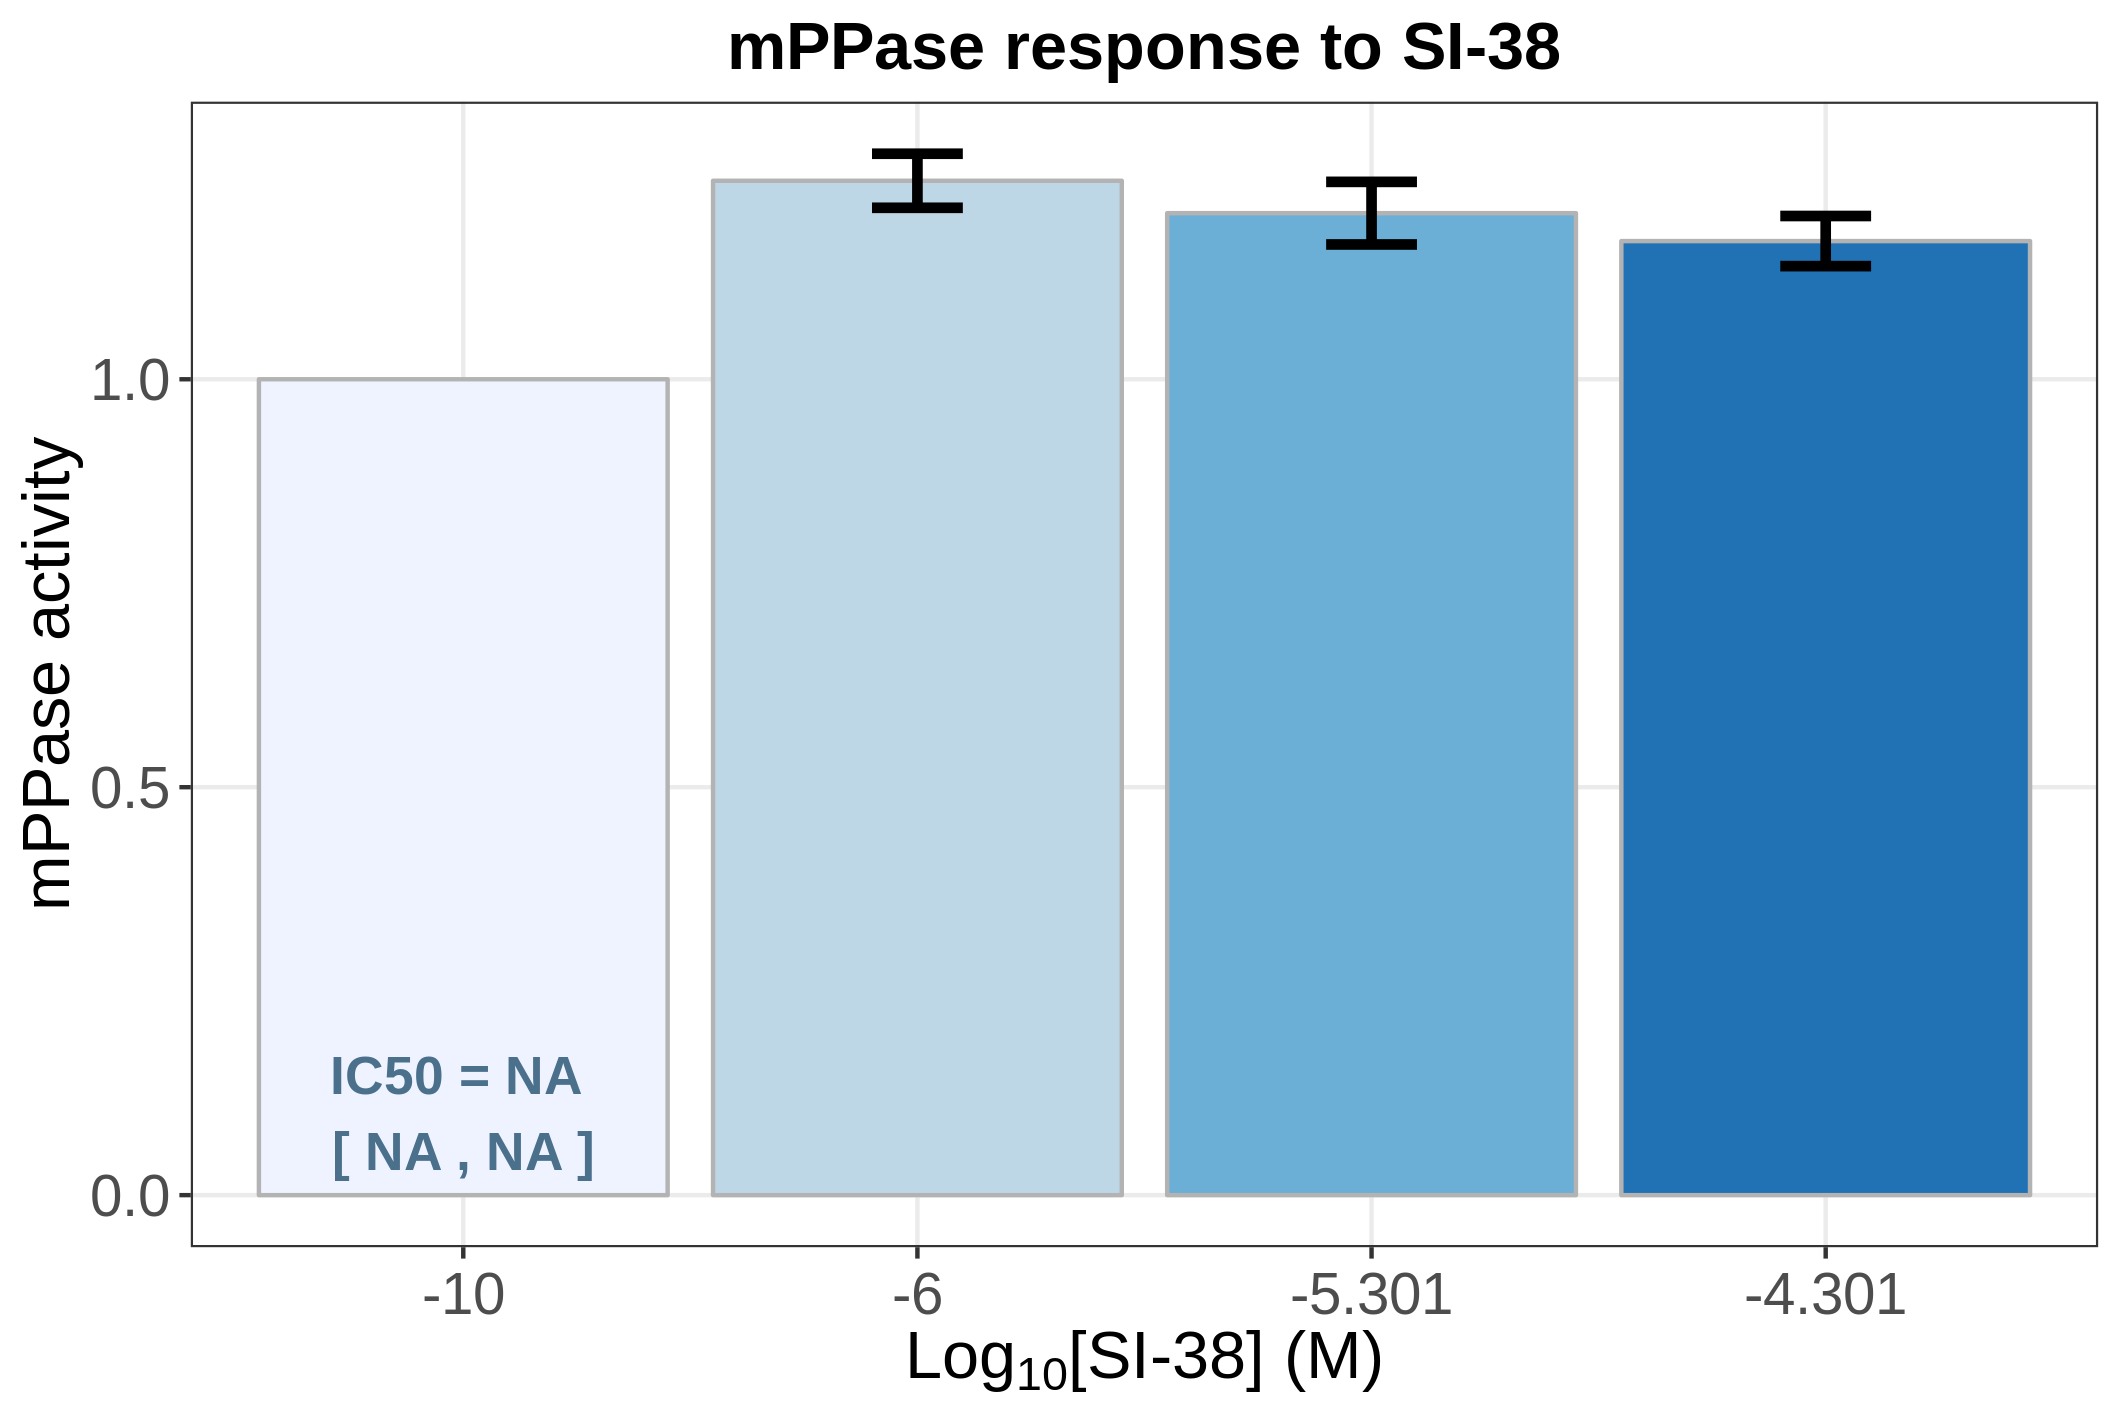 mPPase response to SI-38
mPPase activity
1.0
0.5
0.0
IC50 = NA
[ NA , NA ]
-10 -6 -5.301 -4.301
Log10[SI-38] (M)